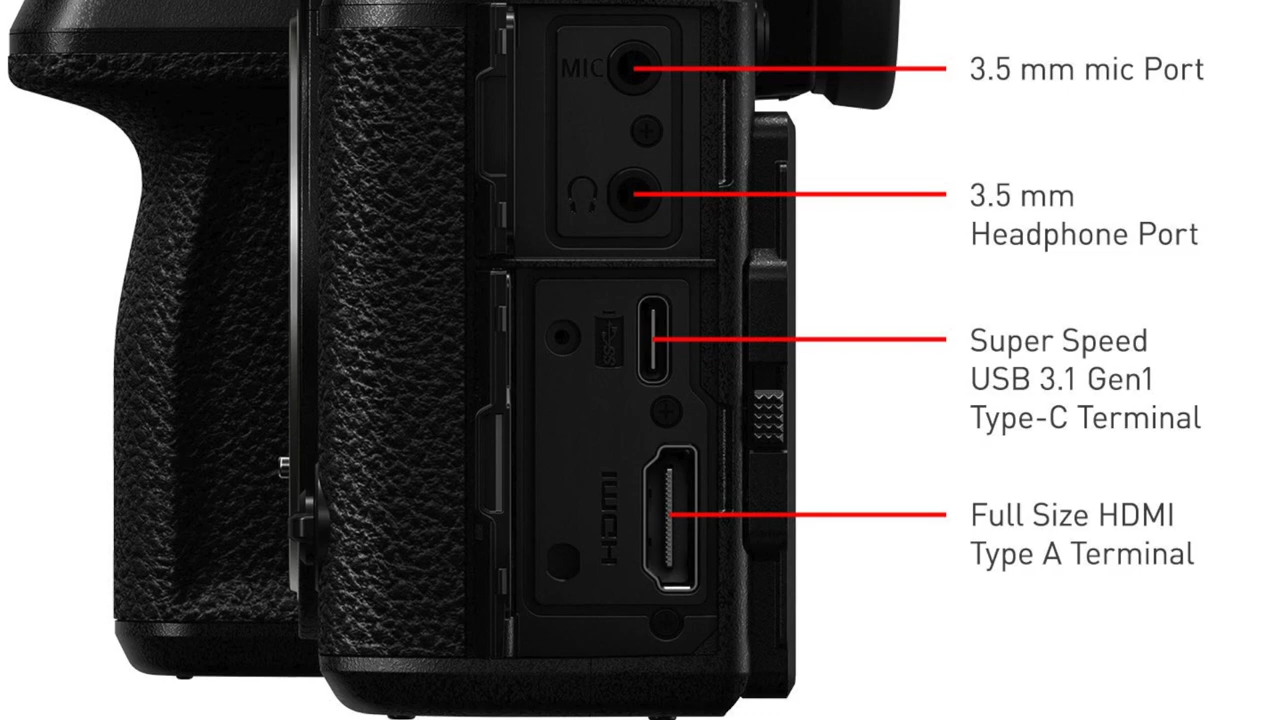 MIC
3.5 mm mic Port
3.5 mm
Headphone Port
Super Speed
USB 3.1 Gen1
Type-C Terminal
HDMI
Full Size HDMI
Type A Terminal